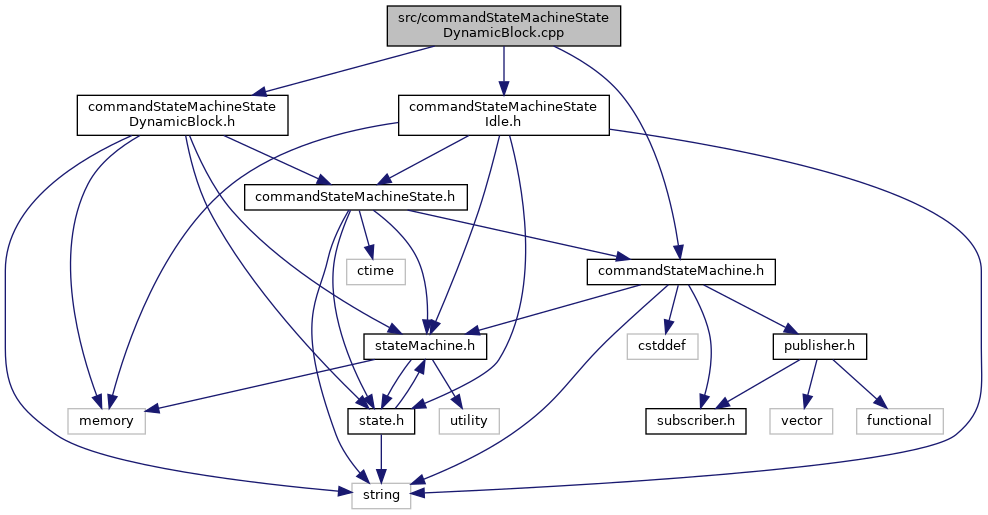 src/commandStateMachineState
DynamicBlock.cpp
commandStateMachineState
DynamicBlock.h
commandStateMachineState
Idle.h
commandStateMachineState.h
ctime
commandStateMachine.h
stateMachine.h
cstddef
publisher.h
memory
state.h
utility
subscriber.h
vector
functional
string